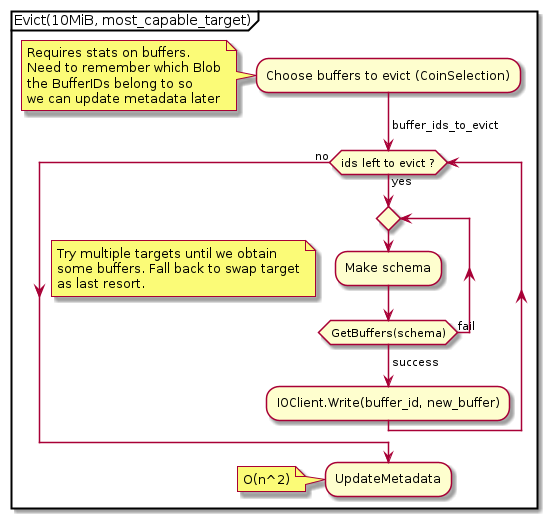 Evict(10MiB, most_capable_target)
Requires stats on buffers.
Need to remember which Blob
the BufferIDs belong to so
we can update metadata later
Choose buffers to evict (CoinSelection)
buffer_ids_to_evict
no
ids left to evict ?
yes
Try multiple targets until we obtain
some buffers. Fall back to swap target
as last resort.
Make schema
GetBuffers(schema)
fail
success
IOClient.Write(buffer_id, new_buffer)
O(n^2)
UpdateMetadata